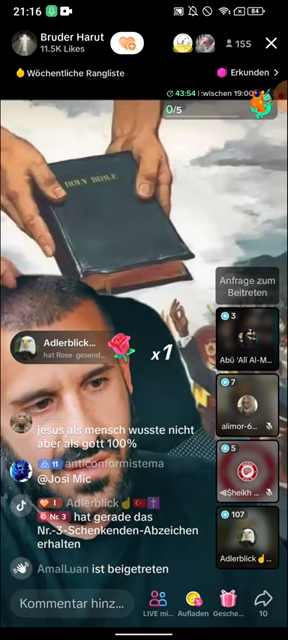 21:16
84
Bruder Harut
11.5K Likes
155
Wöchentliche Rangliste
Erkunden >
43:54 | :wischen 19:00
0/5
HOLY BIBLE
Anfrage zum
Beitreten
3
Abū 'Alī Al-M...
Adlerblick...
hat Rose gesend...
x1
7
alimor-6...
jesus als mensch wusste nicht
aber als gott 100%
11 anticonformistema
@Josi Mic
5
Sheikh ...
1 Adlerblick☝️🇹🇷✝️
Nr. 3 hat gerade das
Nr.-3-Schenkenden-Abzeichen
erhalten
107
Adlerblick☝️...
AmalLuan ist beigetreten
Kommentar hinz...
LIVE mi...
Aufladen
Gesche...
10